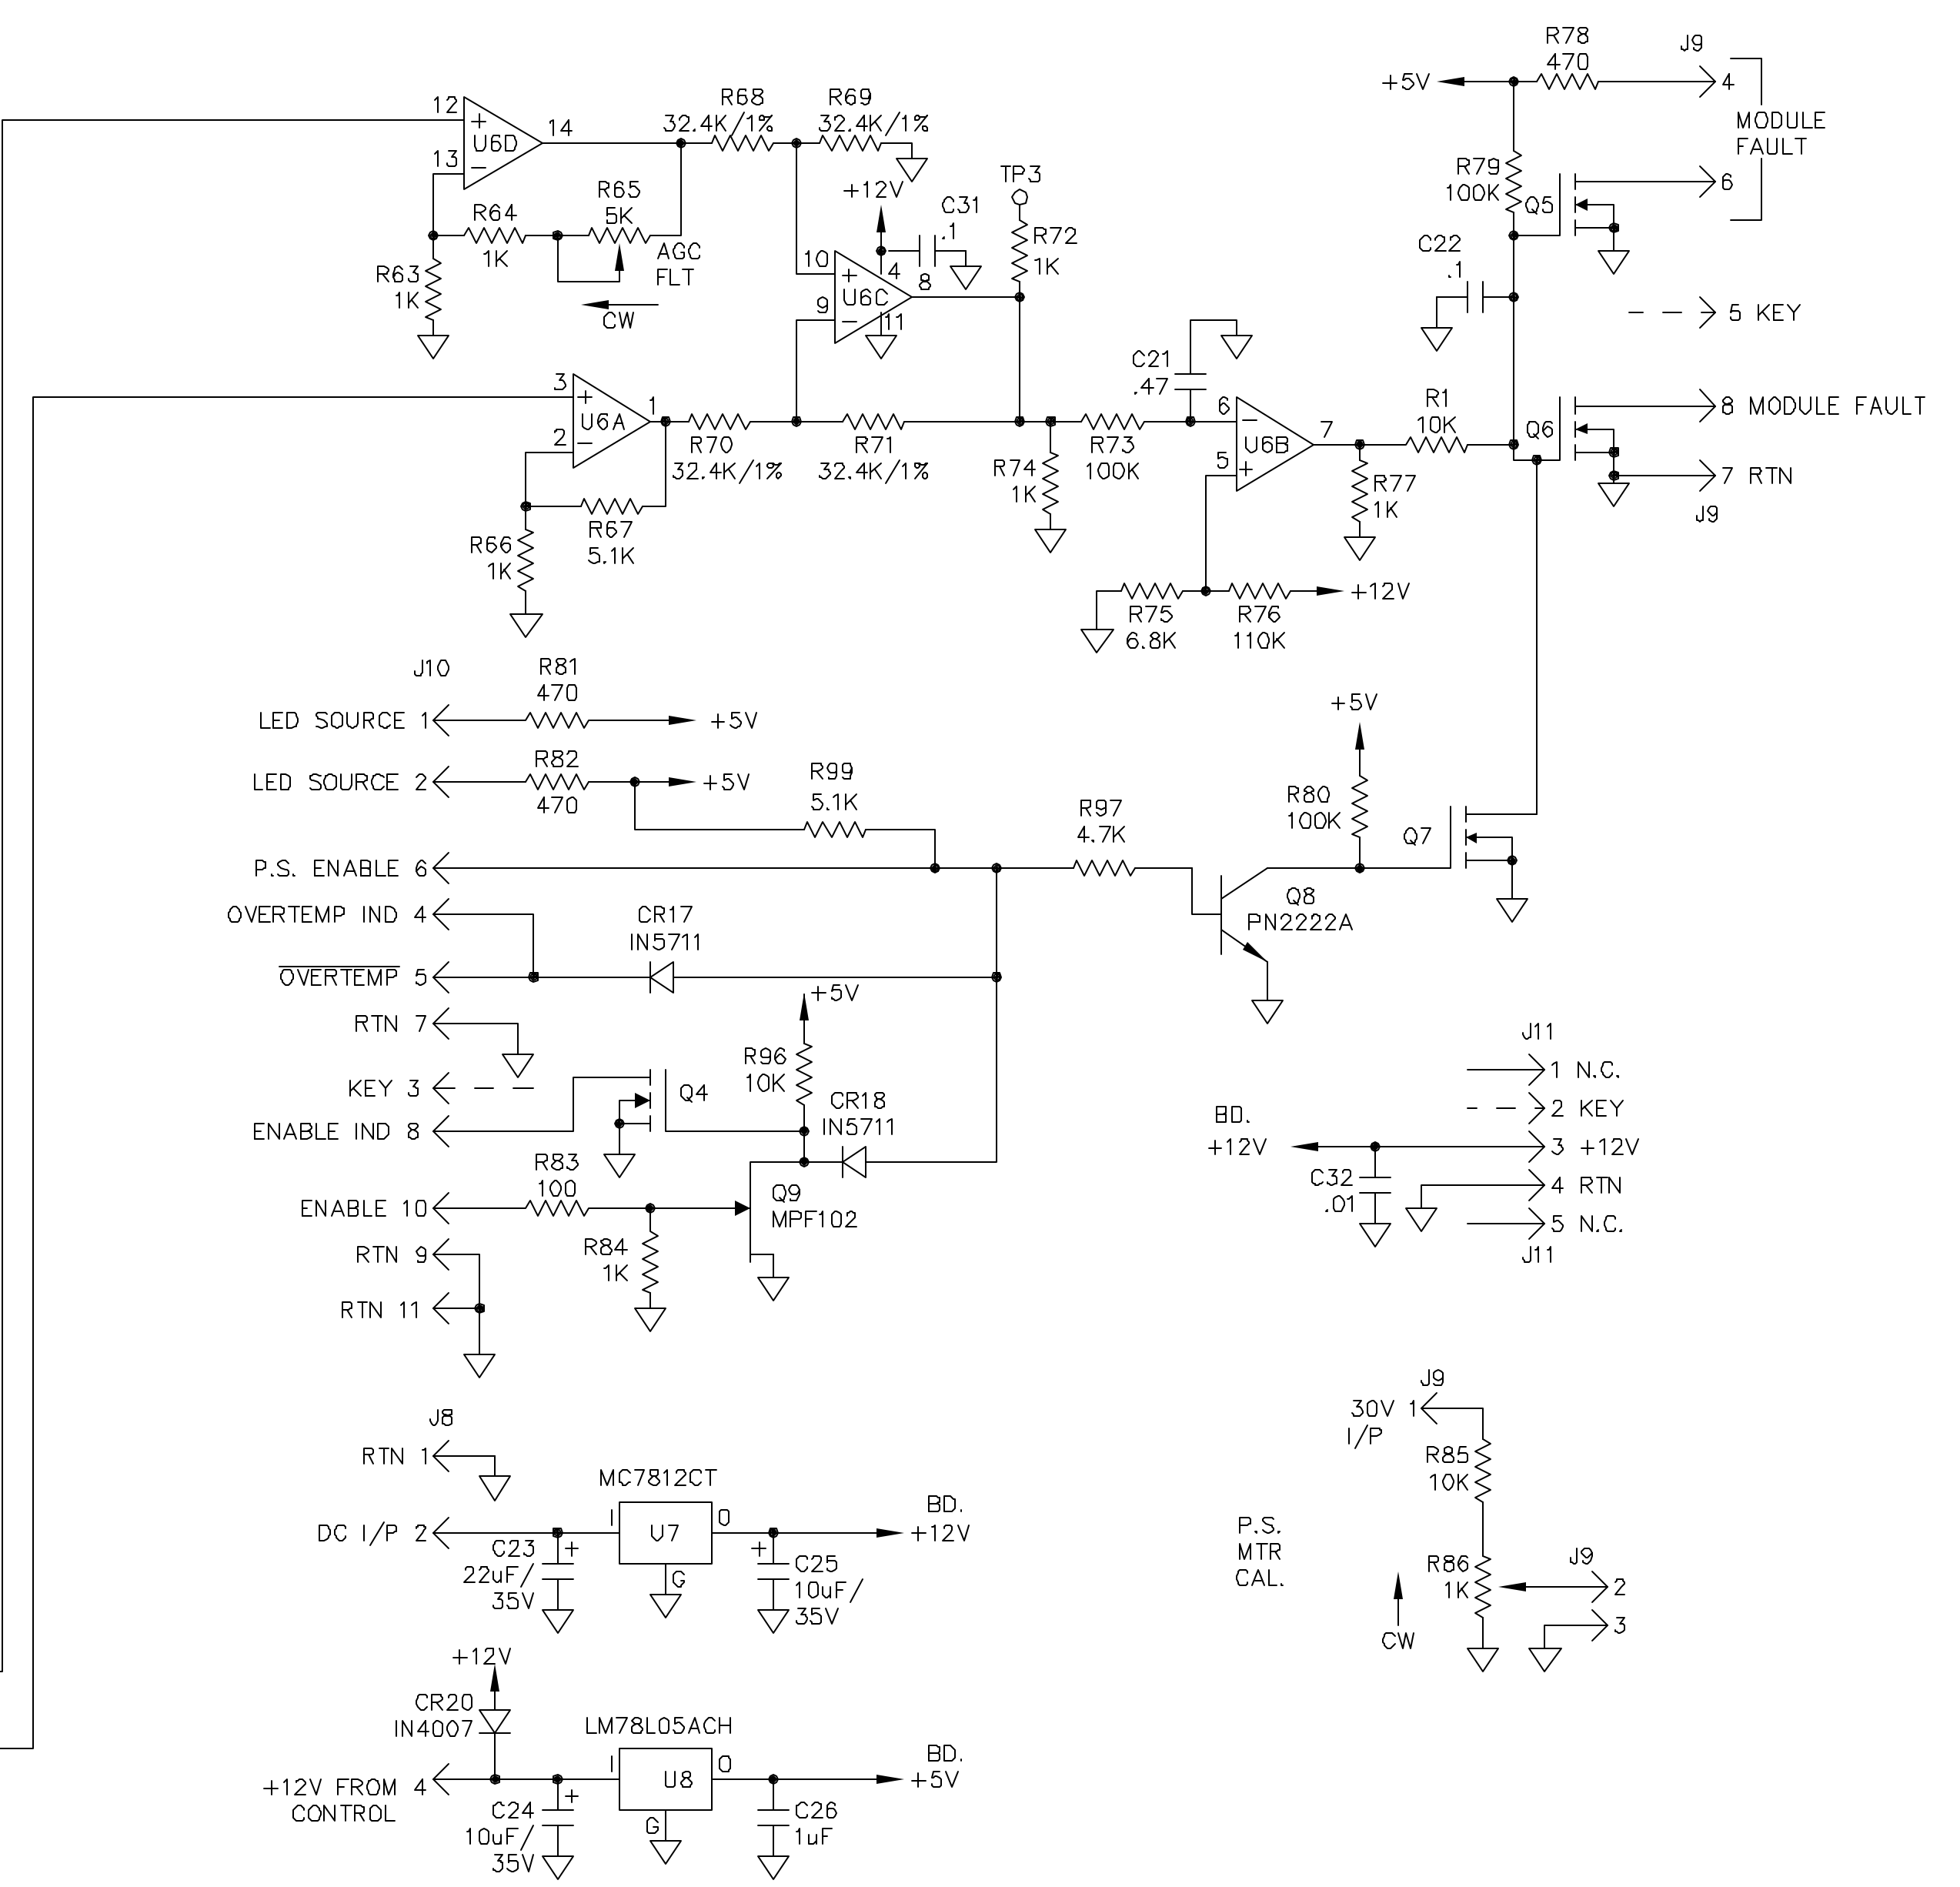 R78
470
J9
+5V
4
MODULE
FAULT
12
+
U6D
14
13
−
R68
32.4K/1%
R69
32.4K/1%
+12V
C31
.1
TP3
R72
1K
R79
100K
Q5
6
R64
1K
R65
5K
AGC
FLT
CW
R63
1K
10
+
U6C
4
8
9
−
11
C22
.1
5 KEY
3
+
U6A
1
2
−
R70
32.4K/1%
R71
32.4K/1%
R67
5.1K
R66
1K
R74
1K
R73
100K
C21
.47
6
−
U6B
7
5
+
R1
10K
R77
1K
Q6
8 MODULE FAULT
7 RTN
J9
R75
6.8K
R76
110K
+12V
J10
R81
470
LED SOURCE 1
+5V
R82
470
LED SOURCE 2
+5V
R99
5.1K
P.S. ENABLE 6
R97
4.7K
+5V
R80
100K
Q7
Q8
PN2222A
OVERTEMP IND 4
CR17
IN5711
OVERTEMP 5
RTN 7
+5V
R96
10K
KEY 3
Q4
ENABLE IND 8
CR18
IN5711
R83
100
ENABLE 10
Q9
MPF102
R84
1K
RTN 9
RTN 11
J11
1 N.C.
2 KEY
BD.
+12V
3 +12V
C32
.01
4 RTN
5 N.C.
J11
J8
RTN 1
MC7812CT
DC I/P 2
I
U7
O
G
BD.
+12V
C23
22uF/
35V
+
+
C25
10uF/
35V
J9
30V 1
I/P
R85
10K
P.S.
MTR
CAL.
R86
1K
J9
2
3
CW
+12V
CR20
IN4007
LM78L05ACH
+12V FROM 4
CONTROL
I
U8
O
G
BD.
+5V
C24
10uF/
35V
+
C26
1uF